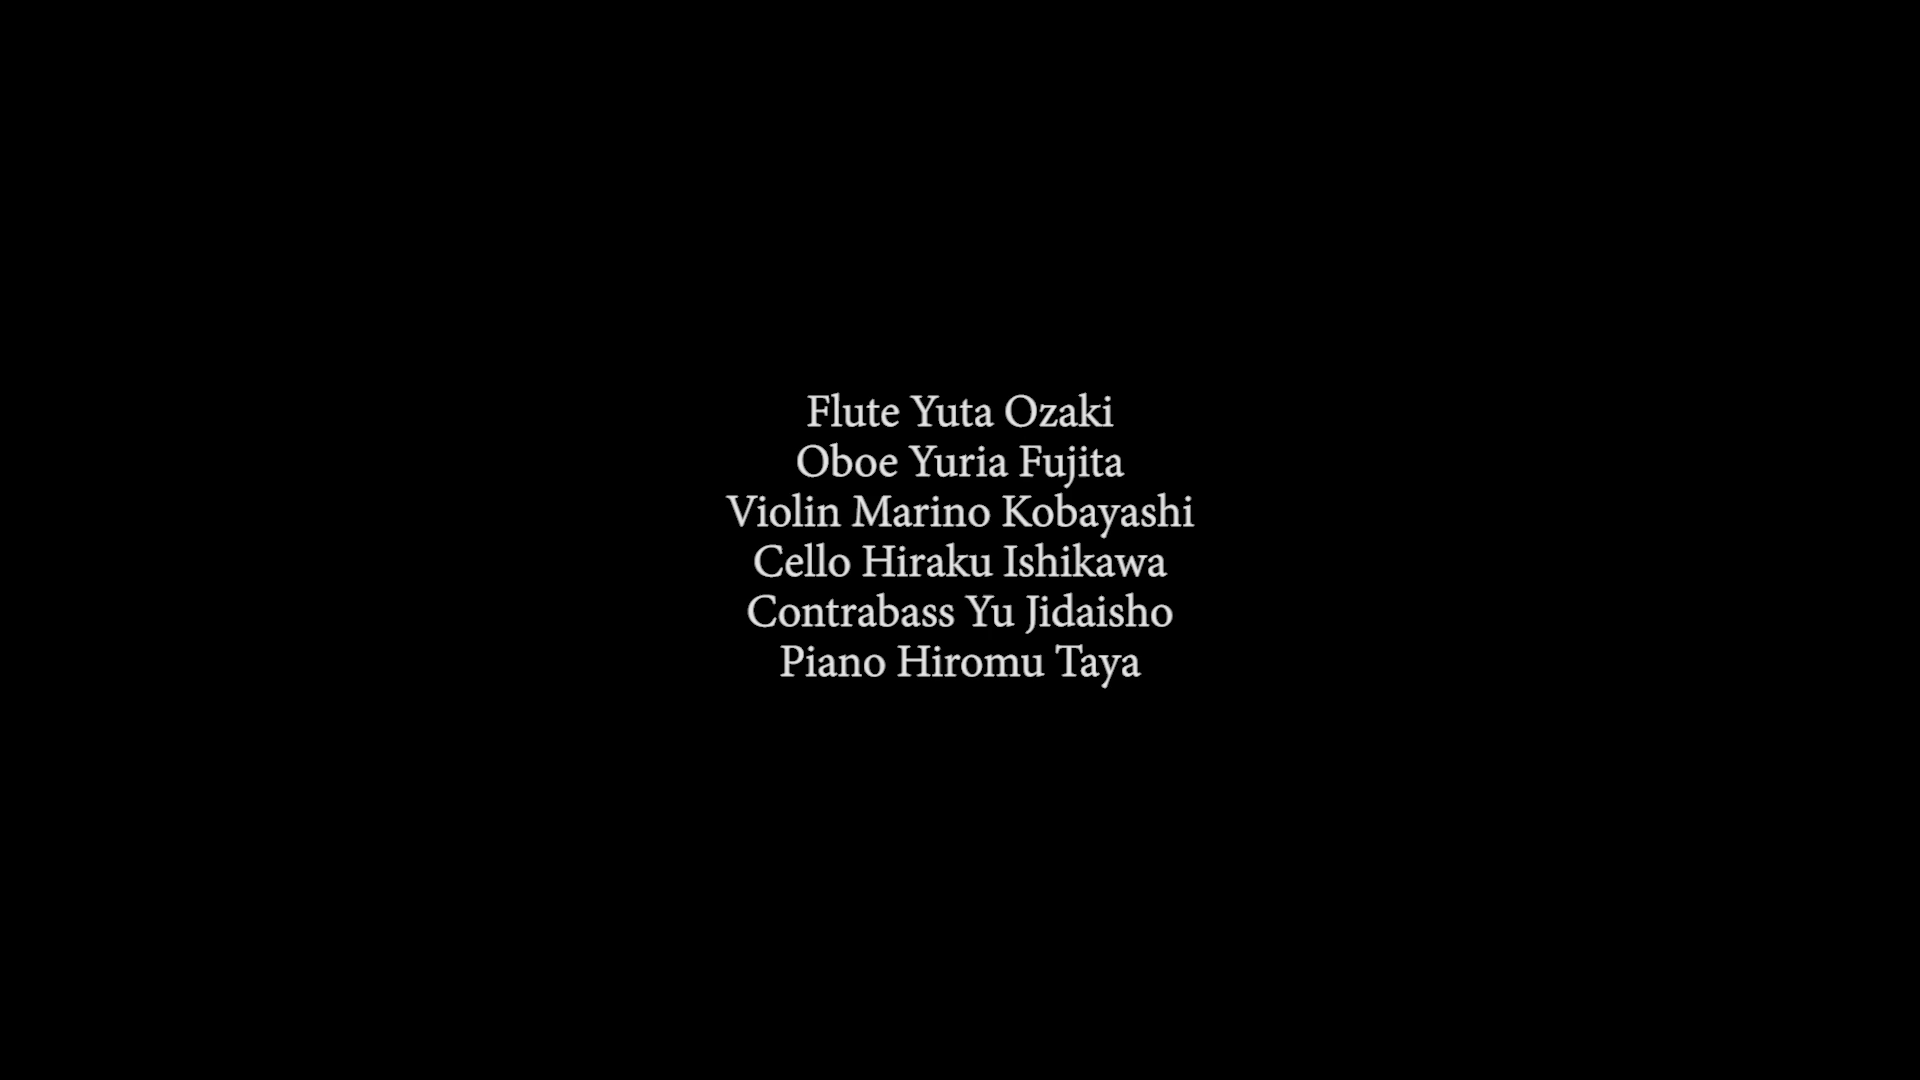 Flute Yuta Ozaki
Oboe Yuria Fujita
Violin Marino Kobayashi
Cello Hiraku Ishikawa
Contrabass Yu Jidaisho
Piano Hiromu Taya